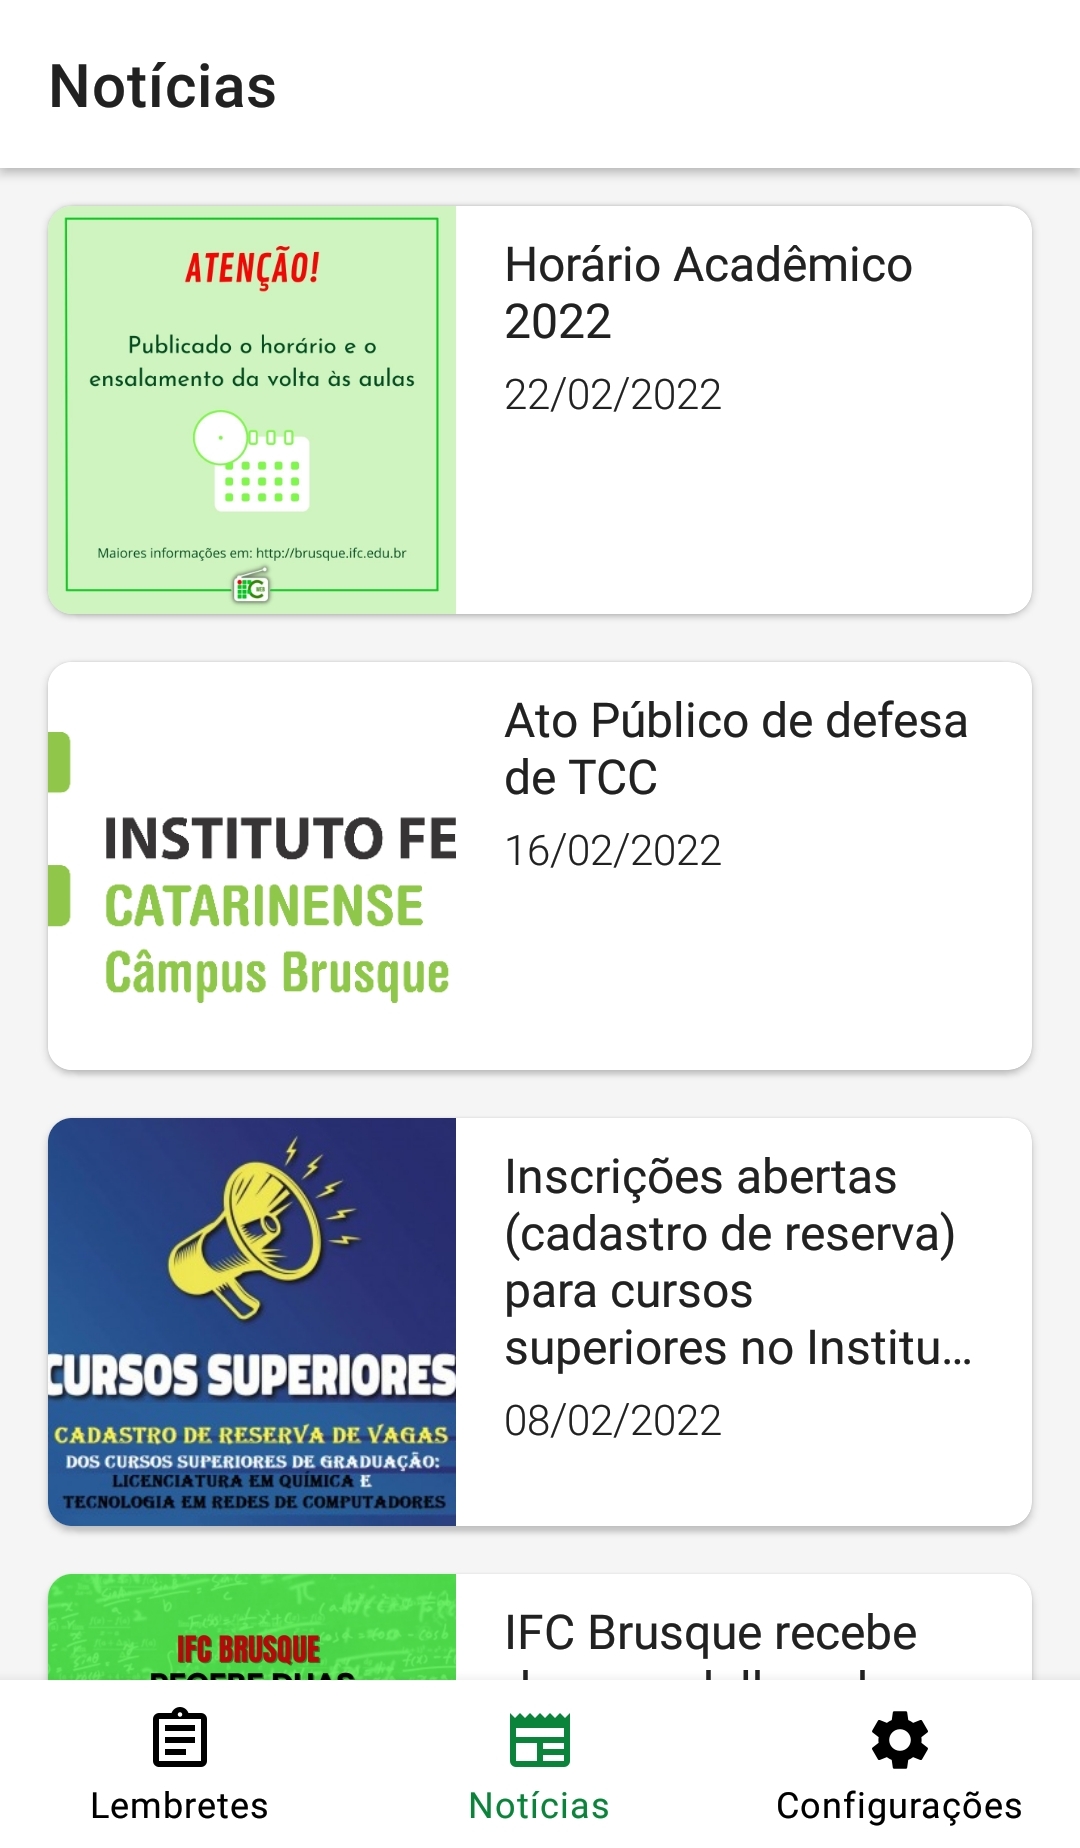 Notícias
ATENÇÃO!
Publicado o horário e o
ensalamento da volta às aulas
Maiores informações em: http://brusque.ifc.edu.br
Horário Acadêmico
2022
22/02/2022
INSTITUTO FE
CATARINENSE
Câmpus Brusque
Ato Público de defesa
de TCC
16/02/2022
CURSOS SUPERIORES
CADASTRO DE RESERVA DE VAGAS
DOS CURSOS SUPERIORES DE GRADUAÇÃO:
LICENCIATURA EM QUÍMICA E
TECNOLOGIA EM REDES DE COMPUTADORES
Inscrições abertas
(cadastro de reserva)
para cursos
superiores no Institu...
08/02/2022
IFC BRUSQUE
RECEBE DUAS
IFC Brusque recebe
Lembretes
Notícias
Configurações